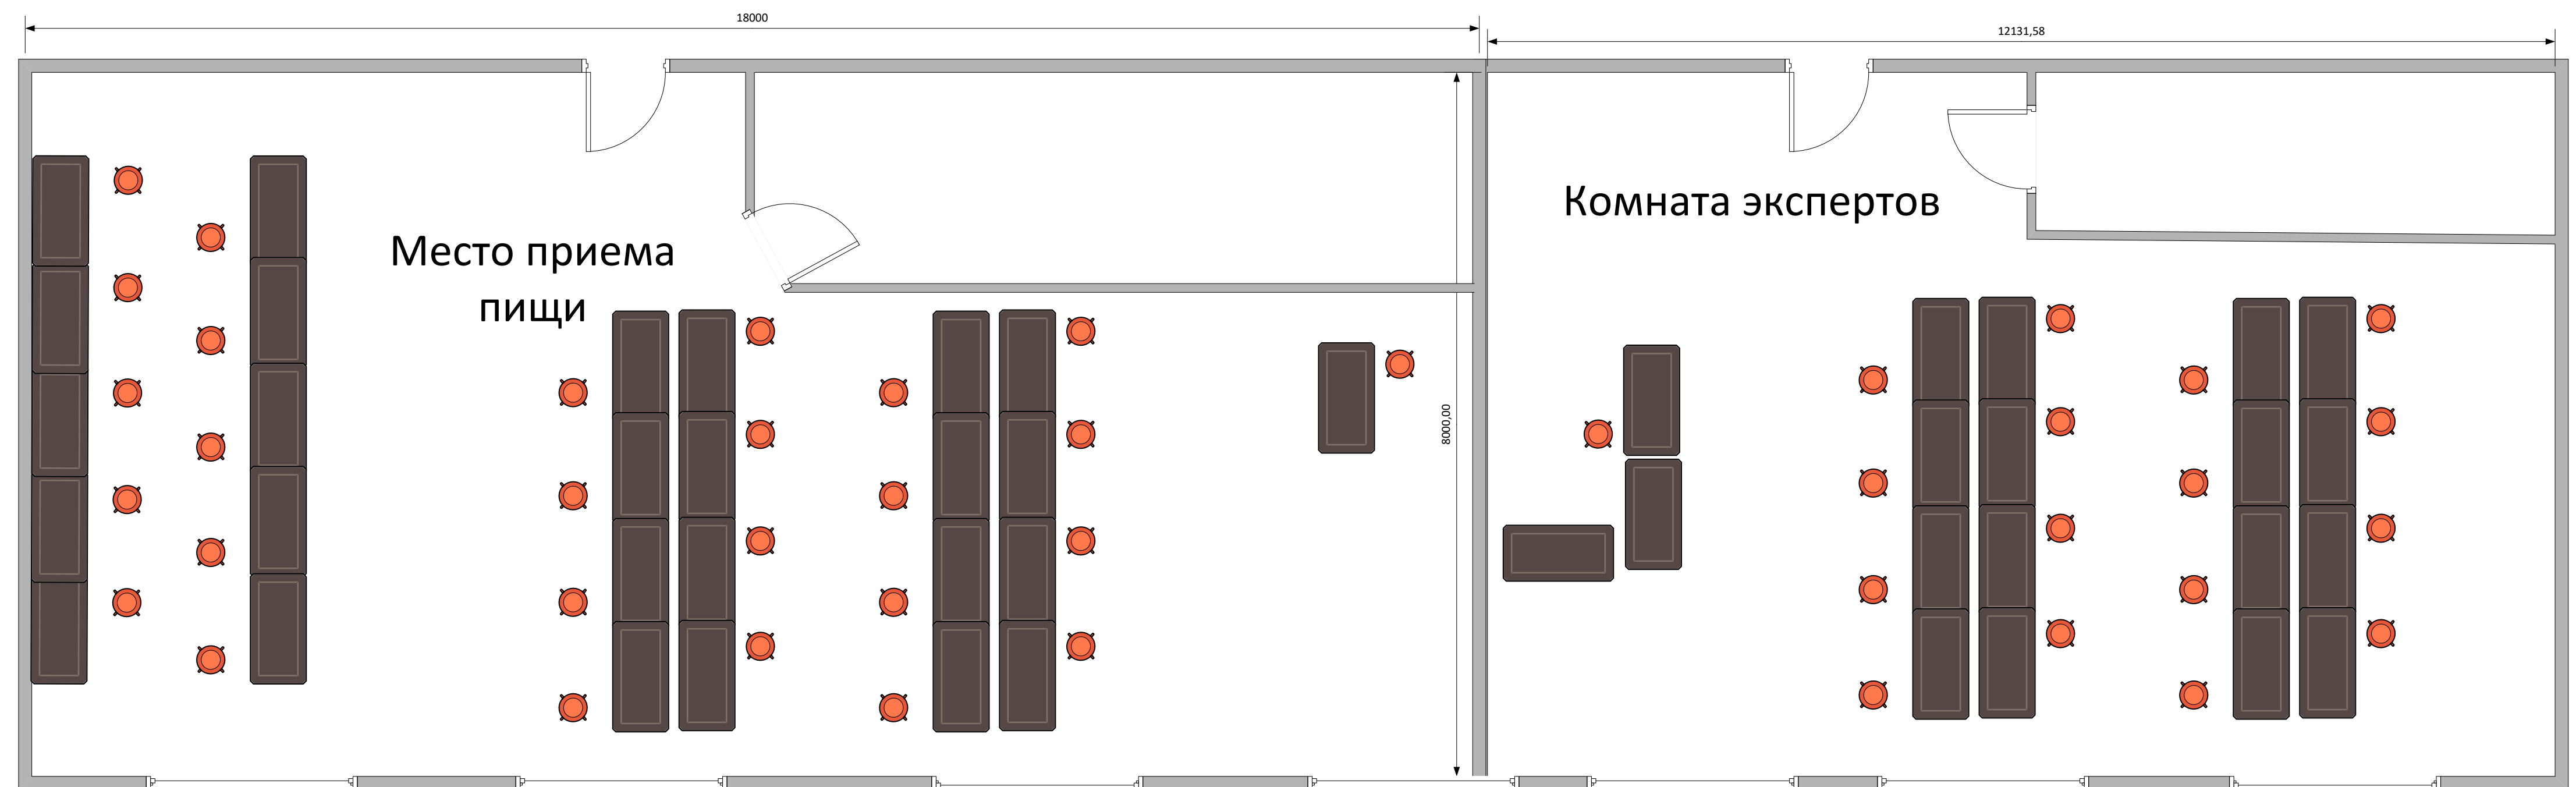 18000
12131,58
Комната экспертов
Место приема
пищи
8000,00